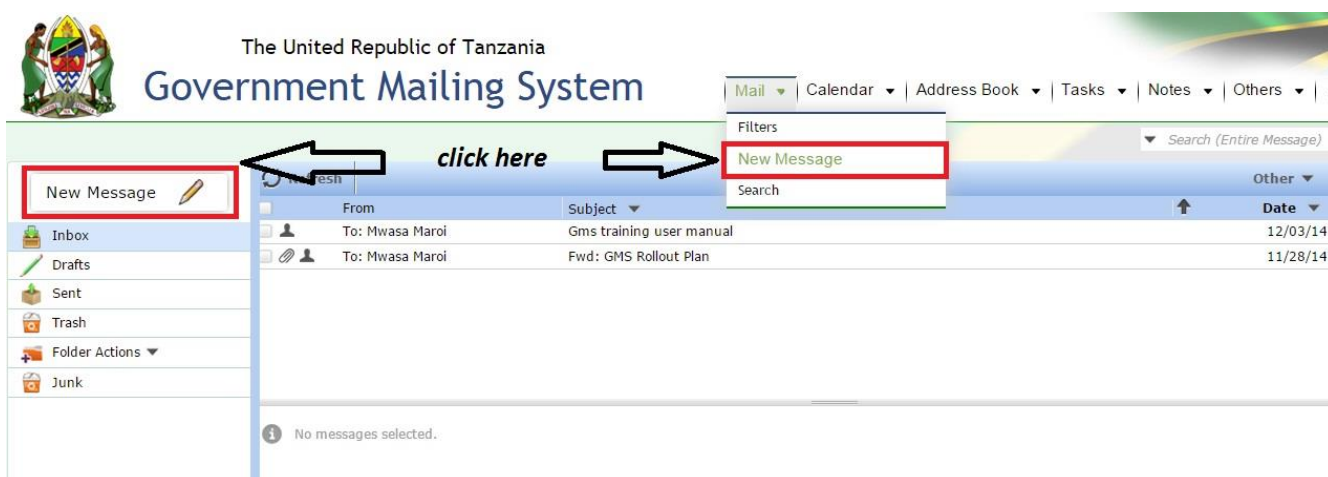 The United Republic of Tanzania
Government Mailing System
Mail
Calendar
Address Book
Tasks
Notes
Others
Filters
New Message
Search
Search (Entire Message)
click here
New Message
Refresh
Other
From
Subject
Date
To: Mwasa Maroi
Gms training user manual
12/03/14
To: Mwasa Maroi
Fwd: GMS Rollout Plan
11/28/14
Inbox
Drafts
Sent
Trash
Folder Actions
Junk
No messages selected.